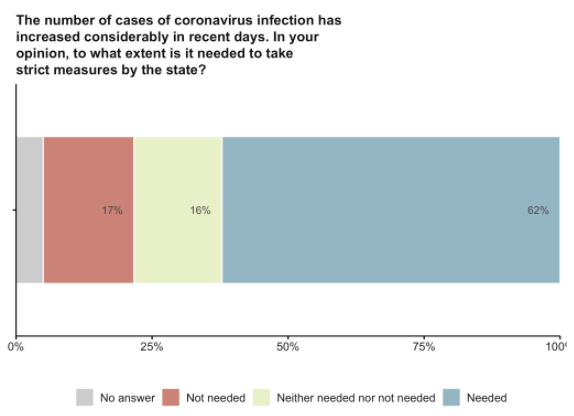 The number of cases of coronavirus infection has
increased considerably in recent days. In your
opinion, to what extent is it needed to take
strict measures by the state?
17% 16% 62%
0% 25% 50% 75% 100%
No answer Not needed Neither needed nor not needed Needed